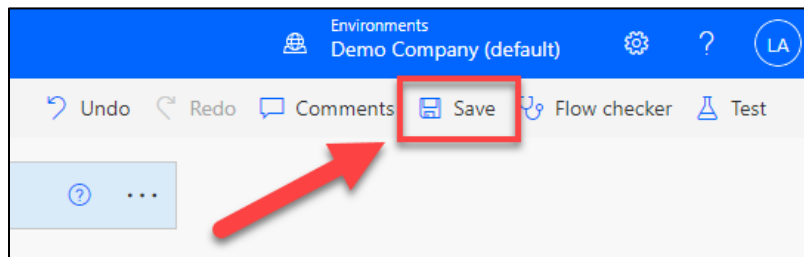 Environments
Demo Company (default)
?
LA
Undo Redo Comments Save Flow checker Test
? ...